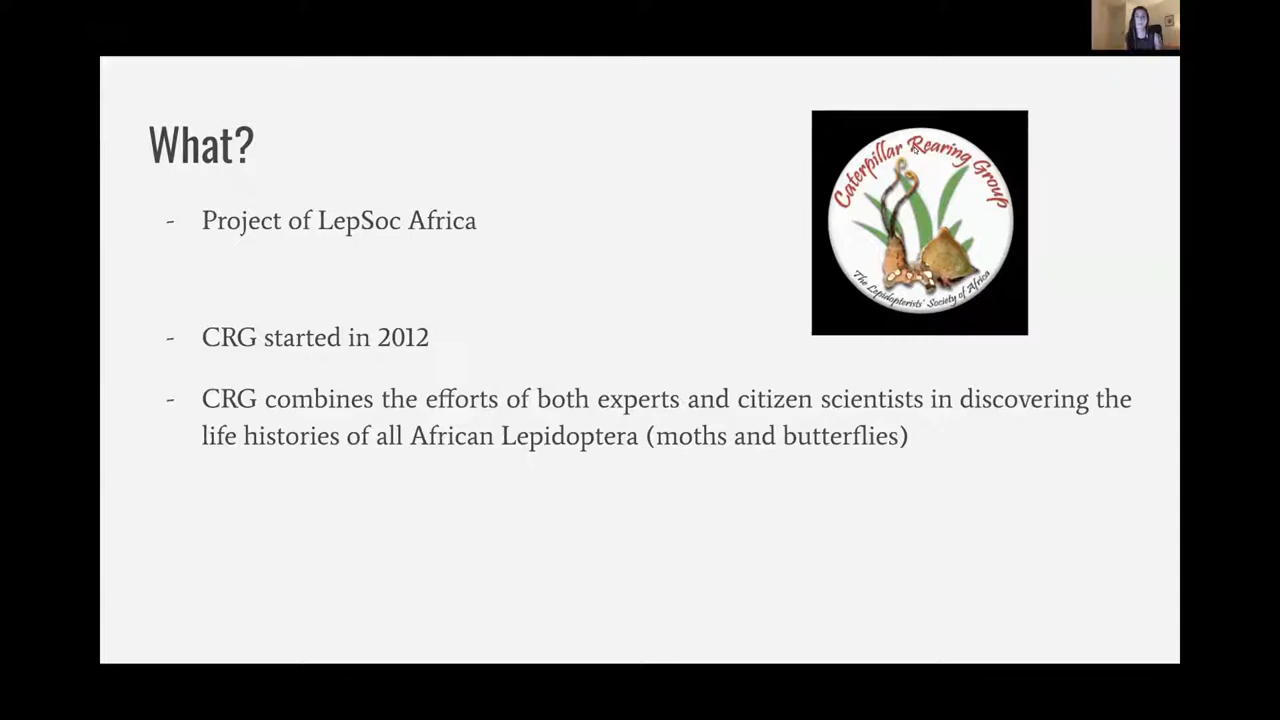 What?
Caterpillar Rearing Group
- Project of LepSoc Africa
The Lepidopterists' Society of Africa
- CRG started in 2012
- CRG combines the efforts of both experts and citizen scientists in discovering the
life histories of all African Lepidoptera (moths and butterflies)